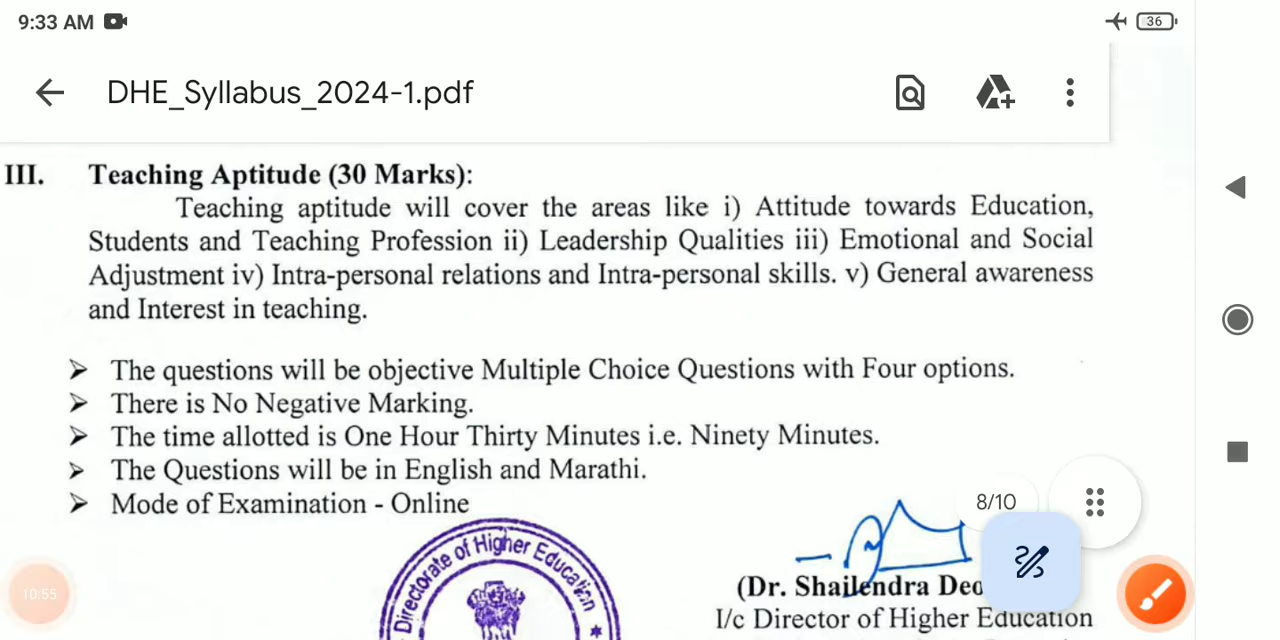 9:33 AM
36
DHE_Syllabus_2024-1.pdf
III. Teaching Aptitude (30 Marks):
Teaching aptitude will cover the areas like i) Attitude towards Education,
Students and Teaching Profession ii) Leadership Qualities iii) Emotional and Social
Adjustment iv) Intra-personal relations and Intra-personal skills. v) General awareness
and Interest in teaching.
➢ The questions will be objective Multiple Choice Questions with Four options.
➢ There is No Negative Marking.
➢ The time allotted is One Hour Thirty Minutes i.e. Ninety Minutes.
➢ The Questions will be in English and Marathi.
➢ Mode of Examination - Online
8/10
Directorate of Higher Education
10:55
(Dr. Shailendra Deo
I/c Director of Higher Education